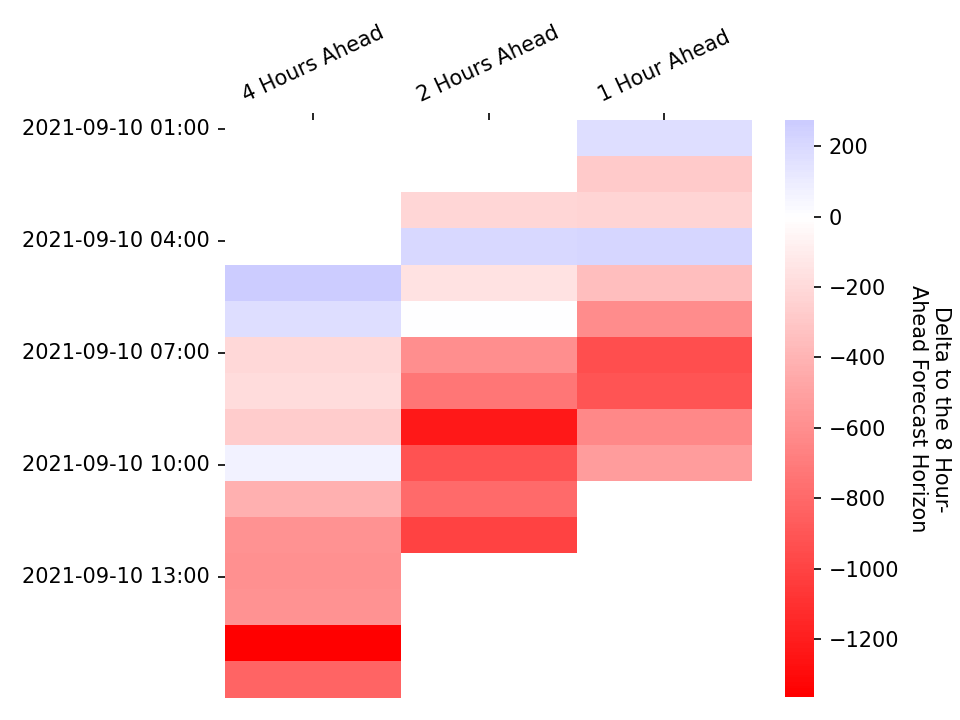 4 Hours Ahead
2 Hours Ahead
1 Hour Ahead
2021-09-10 01:00
2021-09-10 04:00
2021-09-10 07:00
2021-09-10 10:00
2021-09-10 13:00
200
0
−200
−400
−600
−800
−1000
−1200
Delta to the 8 Hour-
Ahead Forecast Horizon